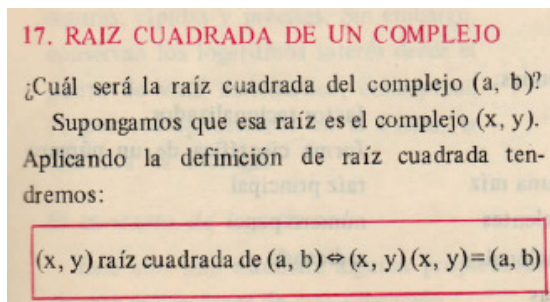 17. RAIZ CUADRADA DE UN COMPLEJO
¿Cuál será la raíz cuadrada del complejo (a, b)?
Supongamos que esa raíz es el complejo (x, y).
Aplicando la definición de raíz cuadrada ten-
dremos:
(x, y) raíz cuadrada de (a, b) ⇔ (x, y) (x, y) = (a, b)